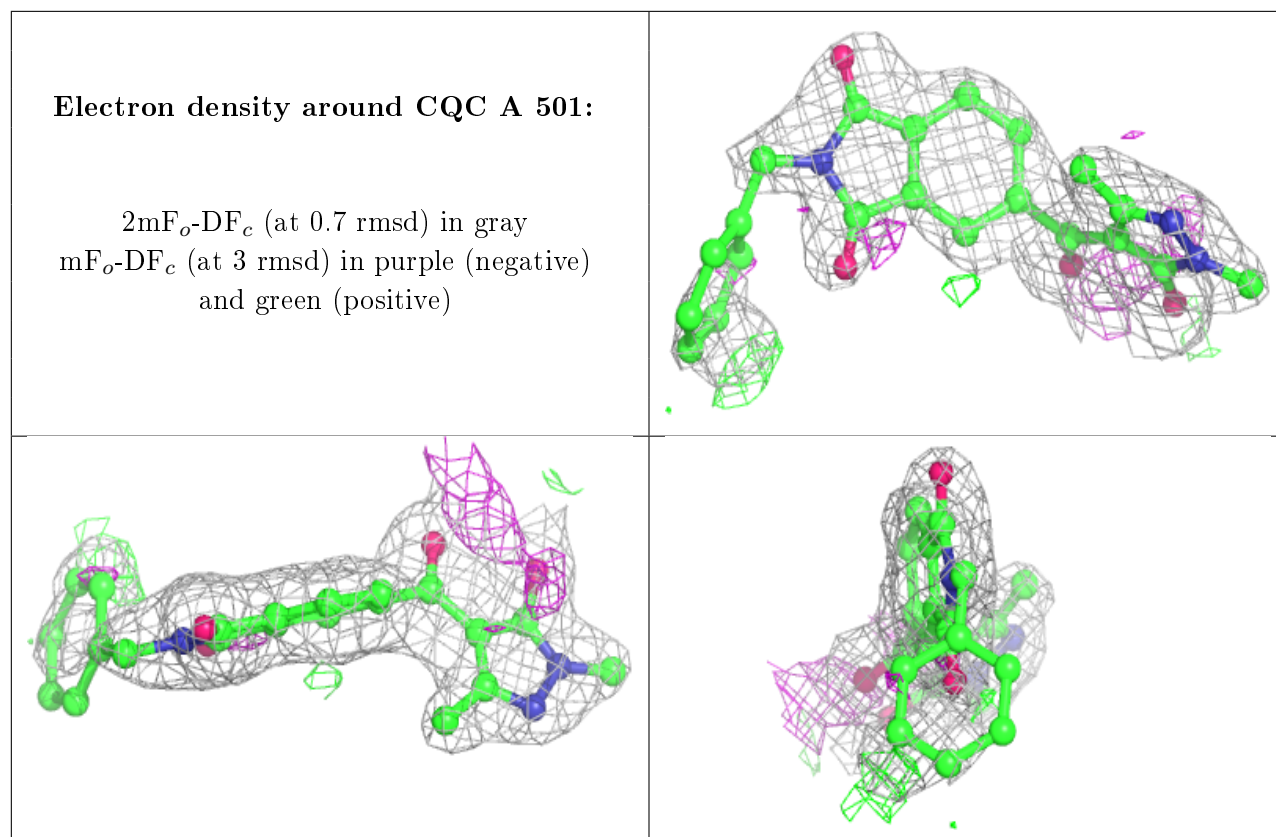 Electron density around CQC A 501:
2mFₒ-DF𝒸 (at 0.7 rmsd) in gray
mFₒ-DF𝒸 (at 3 rmsd) in purple (negative)
and green (positive)